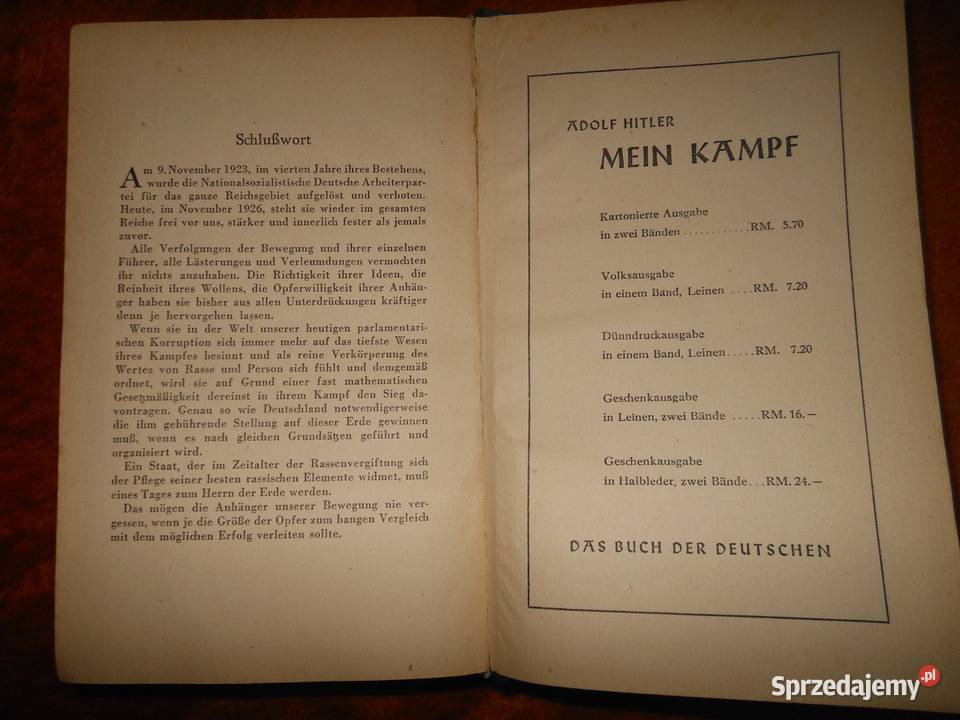 Schlußwort
Am 9. November 1923, im vierten Jahre ihres Bestehens,
wurde die Nationalsozialistische Deutsche Arbeiterpar-
tei für das ganze Reichsgebiet aufgelöst und verboten.
Heute, im November 1926, steht sie wieder im gesamten
Reiche frei vor uns, stärker und innerlich fester als jemals
zuvor.
Alle Verfolgungen der Bewegung und ihrer einzelnen
Führer, alle Lästerungen und Verleumdungen vermochten
ihr nichts anzuhaben. Die Richtigkeit ihrer Ideen, die
Reinheit ihres Wollens, die Opferwilligkeit ihrer Anhän-
ger haben sie bisher aus allen Unterdrückungen kräftiger
denn je hervorgehen lassen.
Wenn sie in der Welt unserer heutigen parlamentari-
schen Korruption sich immer mehr auf das tiefste Wesen
ihres Kampfes besinnt und als reine Verkörperung des
Wertes von Rasse und Person sich fühlt und demgemäß
ordnet, wird sie auf Grund einer fast mathematischen
Gesetzmäßigkeit dereinst in ihrem Kampf den Sieg da-
vontragen. Genau so wie Deutschland notwendigerweise
die ihm gebührende Stellung auf dieser Erde gewinnen
muß, wenn es nach gleichen Grundsätzen geführt und
organisiert wird.
Ein Staat, der im Zeitalter der Rassenvergiftung sich
der Pflege seiner besten rassischen Elemente widmet, muß
eines Tages zum Herrn der Erde werden.
Das mögen die Anhänger unserer Bewegung nie ver-
gessen, wenn je die Größe der Opfer zum bangen Vergleich
mit dem möglichen Erfolg verleiten sollte.
ADOLF HITLER
MEIN KAMPF
Kartonierte Ausgabe
in zwei Bänden ........... RM. 5.70
Volksausgabe
in einem Band, Leinen .... RM. 7.20
Dünndruckausgabe
in einem Band, Leinen..... RM. 7.20
Geschenkausgabe
in Leinen, zwei Bände ..... RM. 16.–
Geschenkausgabe
in Halbleder, zwei Bände... RM. 24.–
DAS BUCH DER DEUTSCHEN
Sprzedajemy.pl